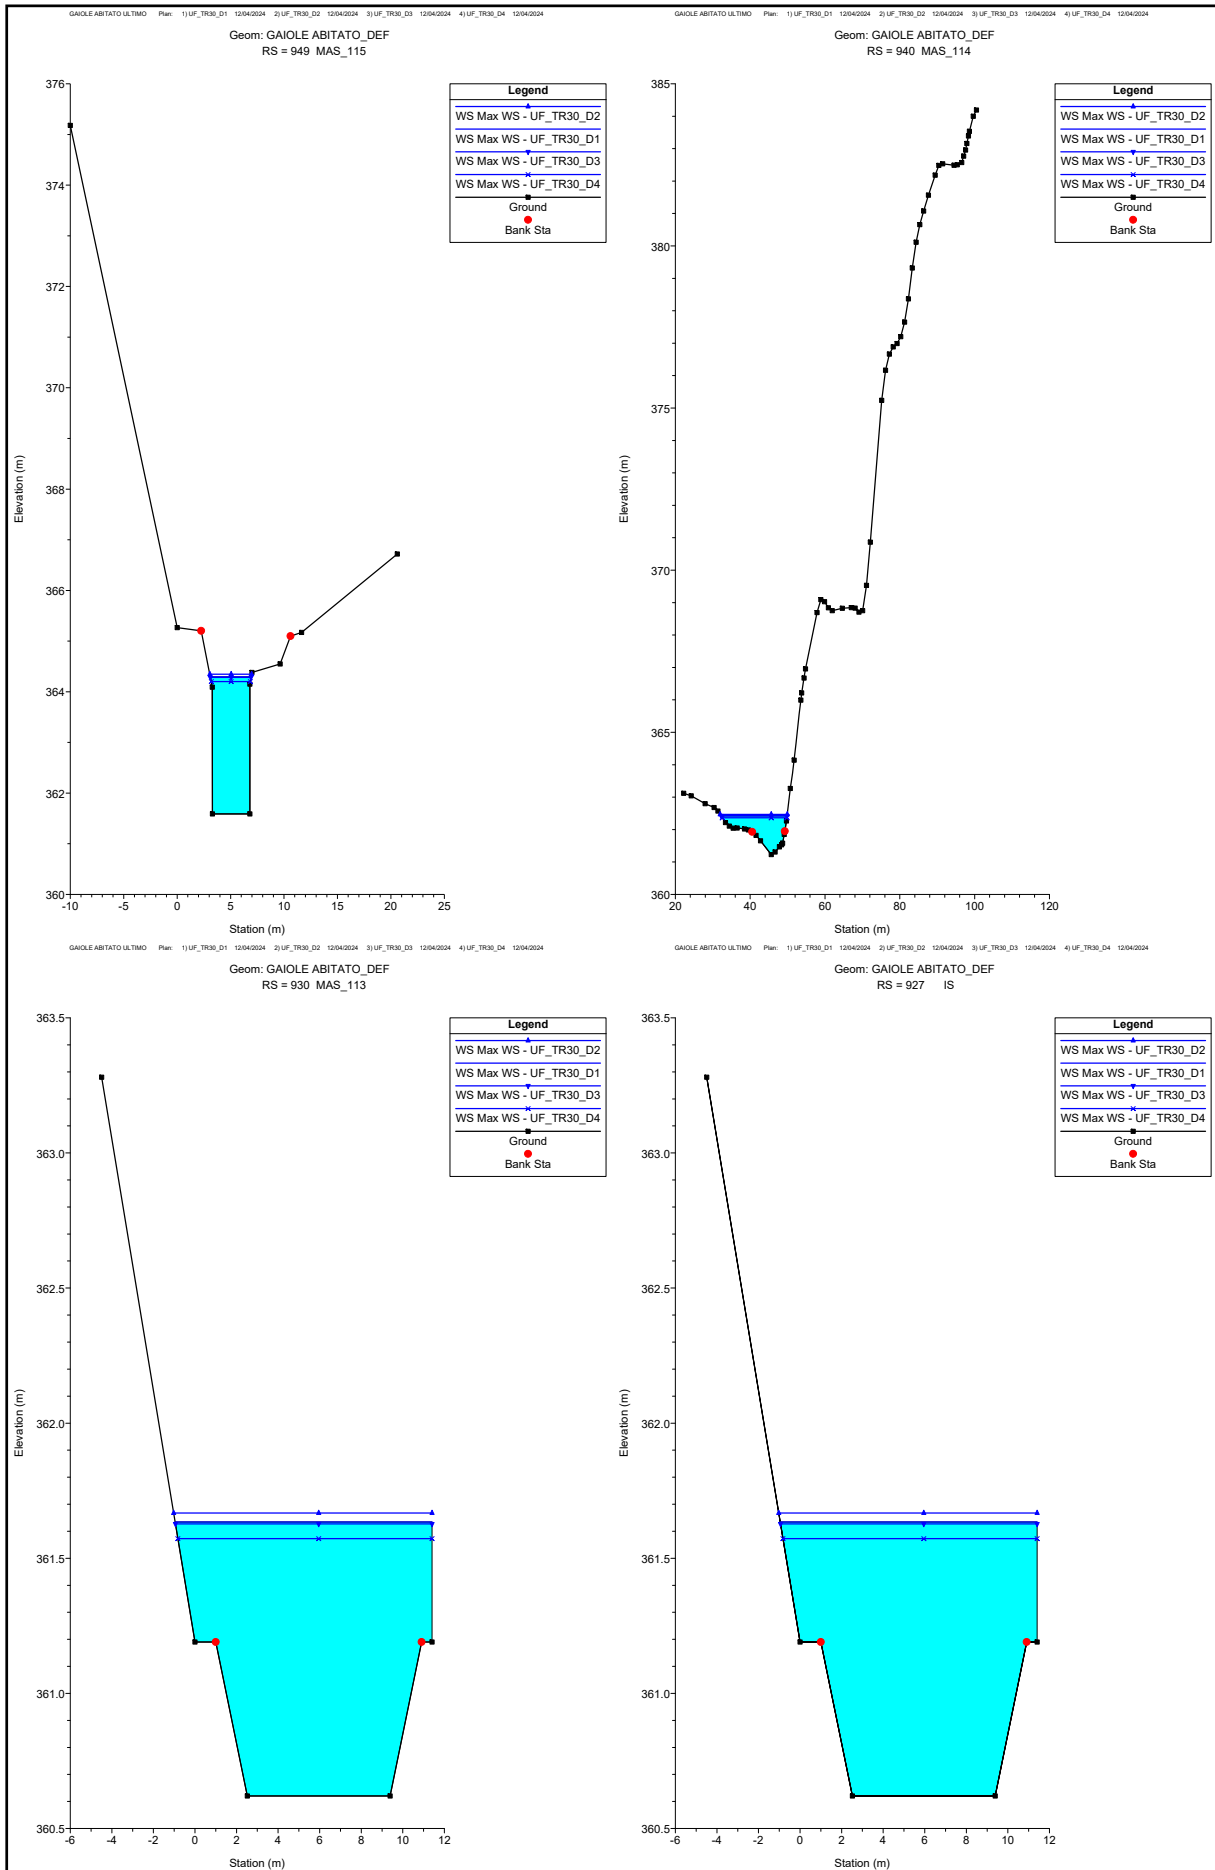 GAIOLE ABITATO ULTIMO Plan: 1) UF_TR30_D1 12/04/2024 2) UF_TR30_D2 12/04/2024 3) UF_TR30_D3 12/04/2024 4) UF_TR30_D4 12/04/2024
Geom: GAIOLE ABITATO_DEF
RS = 949 MAS_115
Legend
WS Max WS - UF_TR30_D2
WS Max WS - UF_TR30_D1
WS Max WS - UF_TR30_D3
WS Max WS - UF_TR30_D4
Ground
Bank Sta
376
374
372
370
368
366
364
362
360
Elevation (m)
-10 -5 0 5 10 15 20 25
Station (m)
GAIOLE ABITATO ULTIMO Plan: 1) UF_TR30_D1 12/04/2024 2) UF_TR30_D2 12/04/2024 3) UF_TR30_D3 12/04/2024 4) UF_TR30_D4 12/04/2024
Geom: GAIOLE ABITATO_DEF
RS = 940 MAS_114
Legend
WS Max WS - UF_TR30_D2
WS Max WS - UF_TR30_D1
WS Max WS - UF_TR30_D3
WS Max WS - UF_TR30_D4
Ground
Bank Sta
385
380
375
370
365
360
Elevation (m)
20 40 60 80 100 120
Station (m)
GAIOLE ABITATO ULTIMO Plan: 1) UF_TR30_D1 12/04/2024 2) UF_TR30_D2 12/04/2024 3) UF_TR30_D3 12/04/2024 4) UF_TR30_D4 12/04/2024
Geom: GAIOLE ABITATO_DEF
RS = 930 MAS_113
Legend
WS Max WS - UF_TR30_D2
WS Max WS - UF_TR30_D1
WS Max WS - UF_TR30_D3
WS Max WS - UF_TR30_D4
Ground
Bank Sta
363.5
363.0
362.5
362.0
361.5
361.0
360.5
Elevation (m)
-6 -4 -2 0 2 4 6 8 10 12
Station (m)
GAIOLE ABITATO ULTIMO Plan: 1) UF_TR30_D1 12/04/2024 2) UF_TR30_D2 12/04/2024 3) UF_TR30_D3 12/04/2024 4) UF_TR30_D4 12/04/2024
Geom: GAIOLE ABITATO_DEF
RS = 927 IS
Legend
WS Max WS - UF_TR30_D2
WS Max WS - UF_TR30_D1
WS Max WS - UF_TR30_D3
WS Max WS - UF_TR30_D4
Ground
Bank Sta
363.5
363.0
362.5
362.0
361.5
361.0
360.5
Elevation (m)
-6 -4 -2 0 2 4 6 8 10 12
Station (m)